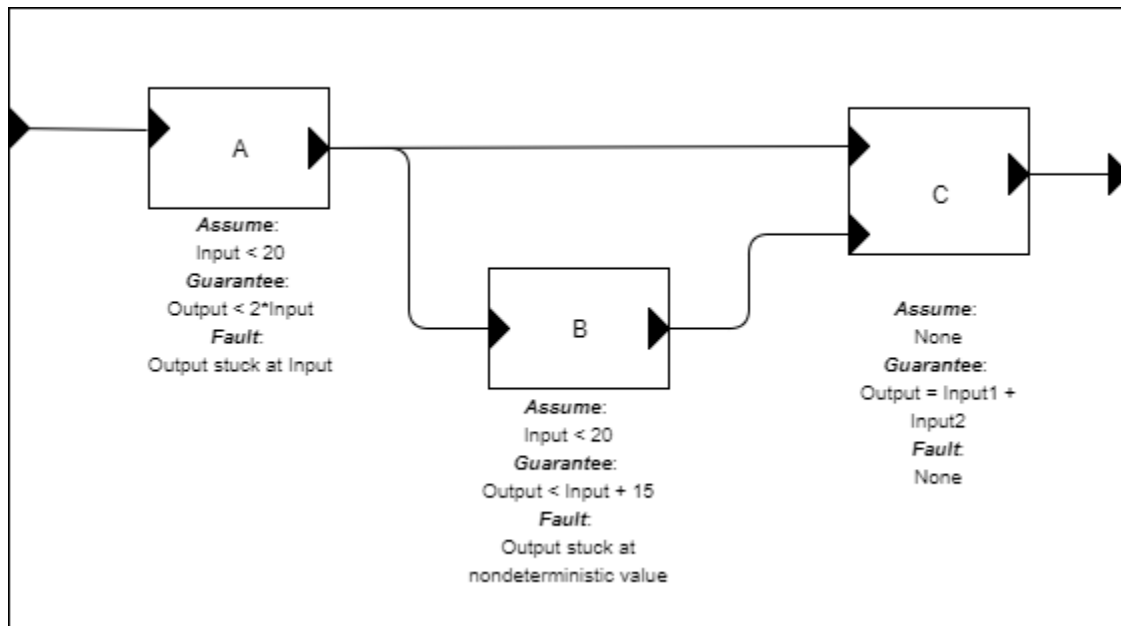 A
Assume:
Input < 20
Guarantee:
Output < 2*Input
Fault:
Output stuck at Input
B
Assume:
Input < 20
Guarantee:
Output < Input + 15
Fault:
Output stuck at
nondeterministic value
C
Assume:
None
Guarantee:
Output = Input1 +
Input2
Fault:
None